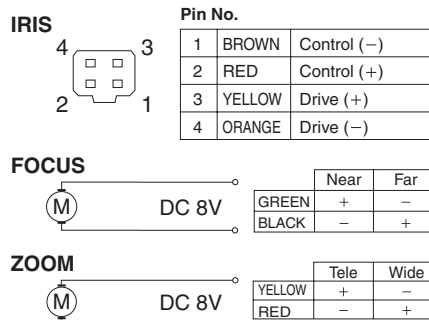 IRIS
4 3
2 1
Pin No.
1 BROWN Control (−)
2 RED Control (+)
3 YELLOW Drive (+)
4 ORANGE Drive (−)
FOCUS
M
DC 8V
Near Far
GREEN + −
BLACK − +
ZOOM
M
DC 8V
Tele Wide
YELLOW + −
RED − +